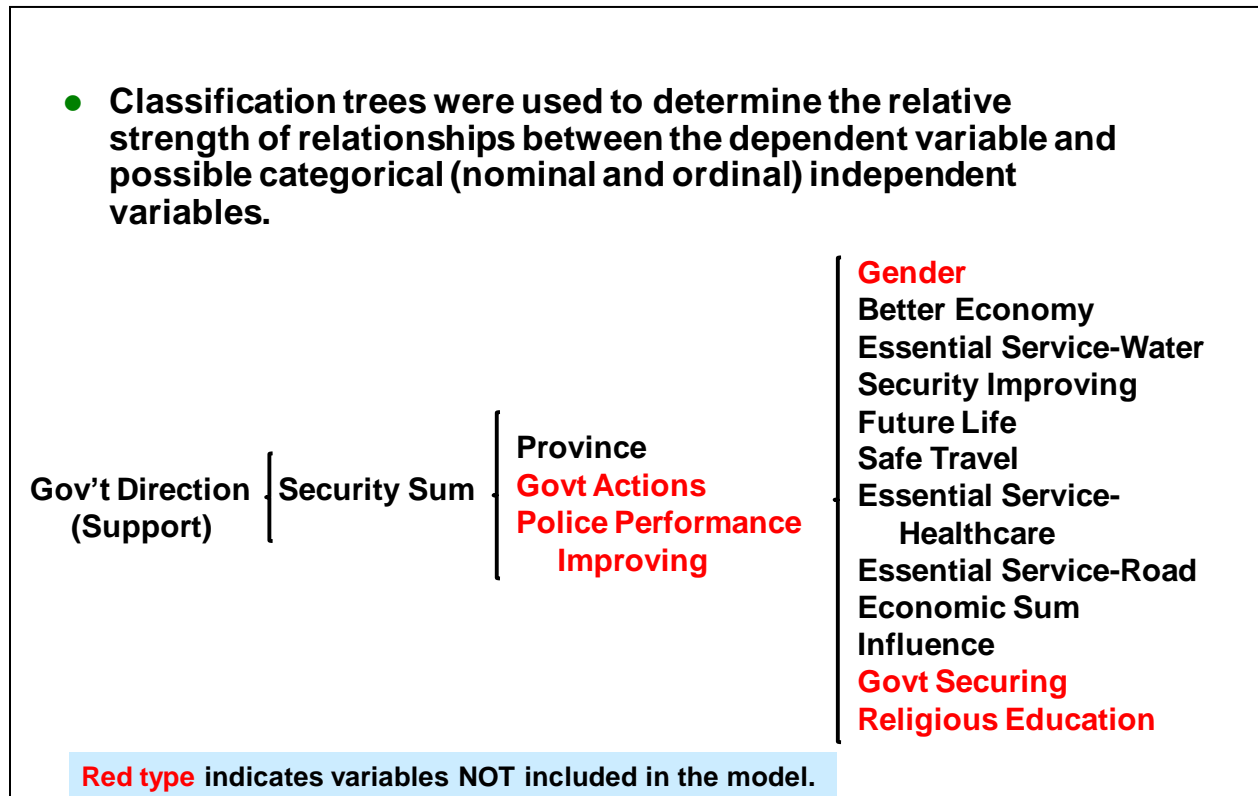 ● Classification trees were used to determine the relative
strength of relationships between the dependent variable and
possible categorical (nominal and ordinal) independent
variables.
Gov't Direction
(Support)
Security Sum
Province
Govt Actions
Police Performance
Improving
Gender
Better Economy
Essential Service-Water
Security Improving
Future Life
Safe Travel
Essential Service-
Healthcare
Essential Service-Road
Economic Sum
Influence
Govt Securing
Religious Education
Red type indicates variables NOT included in the model.